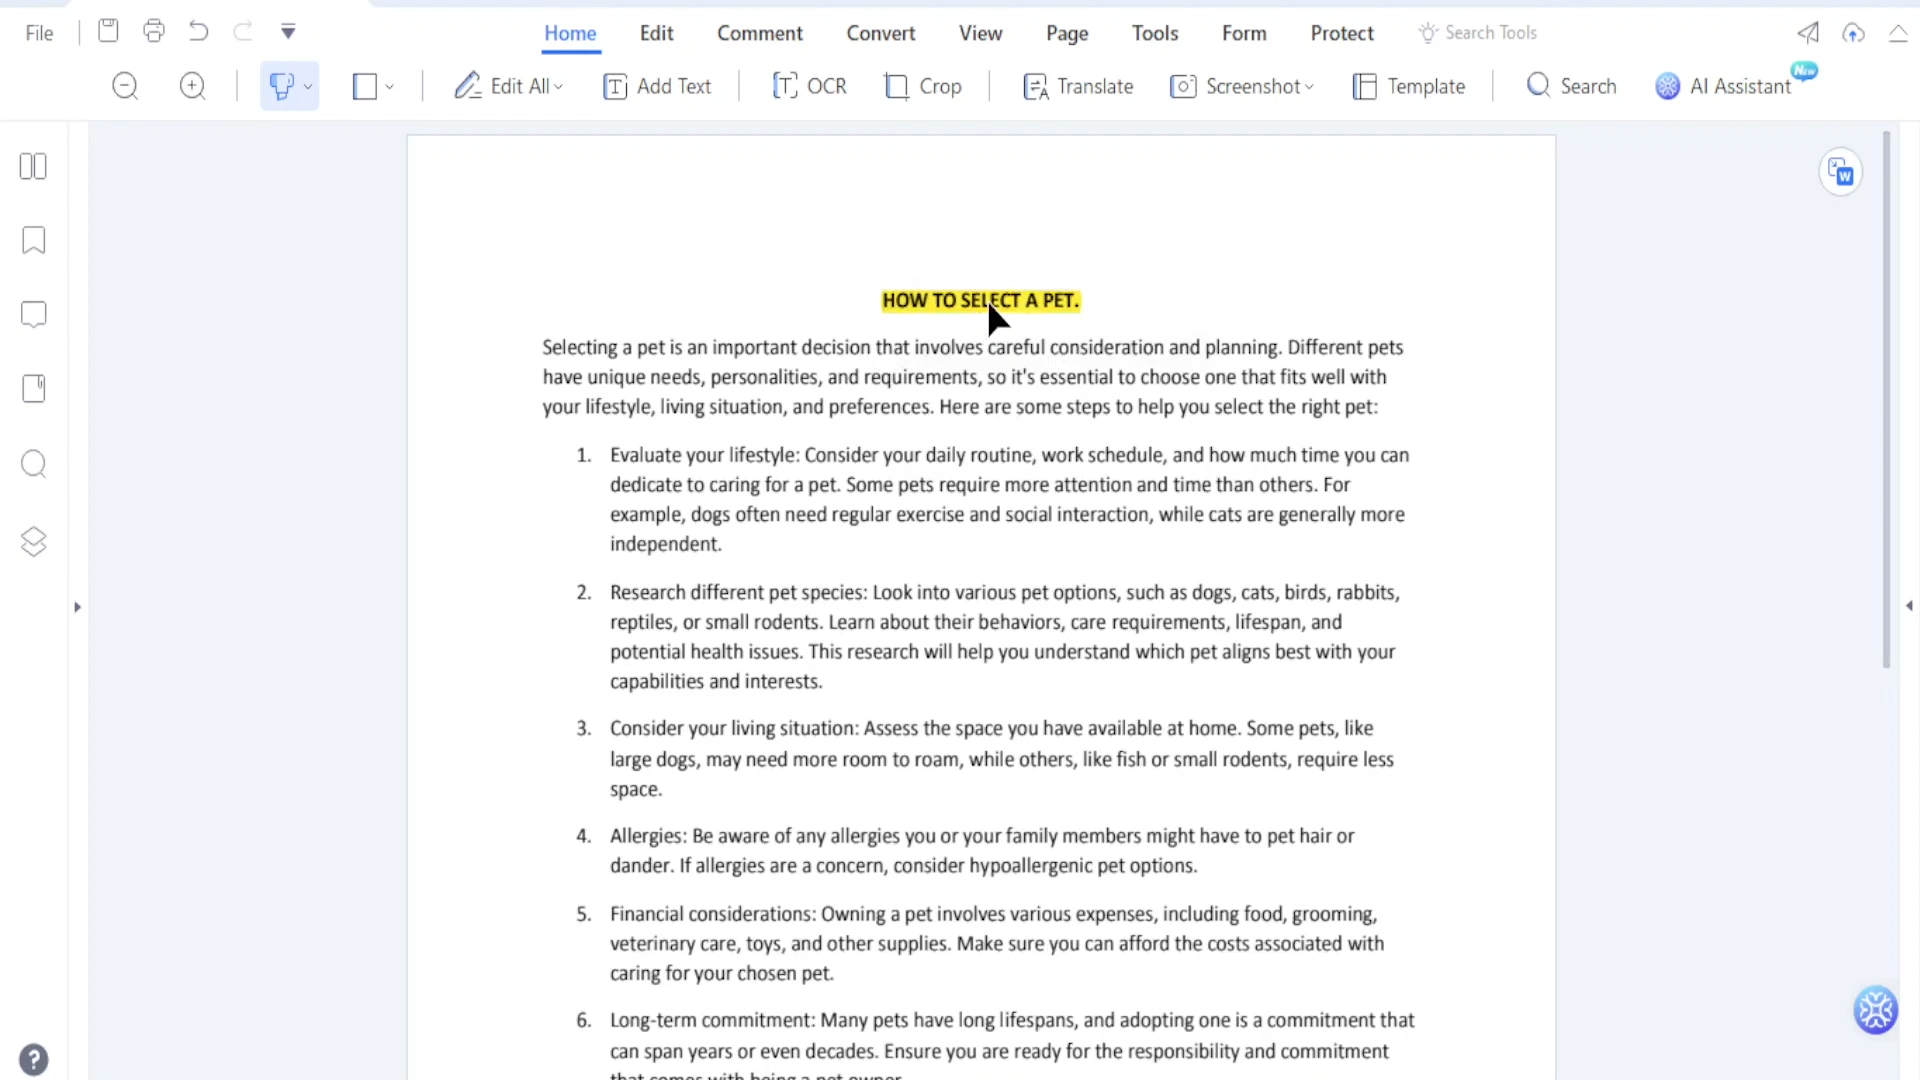 File
Home Edit Comment Convert View Page Tools Form Protect Search Tools
Edit All Add Text OCR Crop Translate Screenshot Template Search AI Assistant New
W
HOW TO SELECT A PET.
Selecting a pet is an important decision that involves careful consideration and planning. Different pets
have unique needs, personalities, and requirements, so it's essential to choose one that fits well with
your lifestyle, living situation, and preferences. Here are some steps to help you select the right pet:
1. Evaluate your lifestyle: Consider your daily routine, work schedule, and how much time you can
dedicate to caring for a pet. Some pets require more attention and time than others. For
example, dogs often need regular exercise and social interaction, while cats are generally more
independent.
2. Research different pet species: Look into various pet options, such as dogs, cats, birds, rabbits,
reptiles, or small rodents. Learn about their behaviors, care requirements, lifespan, and
potential health issues. This research will help you understand which pet aligns best with your
capabilities and interests.
3. Consider your living situation: Assess the space you have available at home. Some pets, like
large dogs, may need more room to roam, while others, like fish or small rodents, require less
space.
4. Allergies: Be aware of any allergies you or your family members might have to pet hair or
dander. If allergies are a concern, consider hypoallergenic pet options.
5. Financial considerations: Owning a pet involves various expenses, including food, grooming,
veterinary care, toys, and other supplies. Make sure you can afford the costs associated with
caring for your chosen pet.
6. Long-term commitment: Many pets have long lifespans, and adopting one is a commitment that
can span years or even decades. Ensure you are ready for the responsibility and commitment
that comes with being a pet owner.